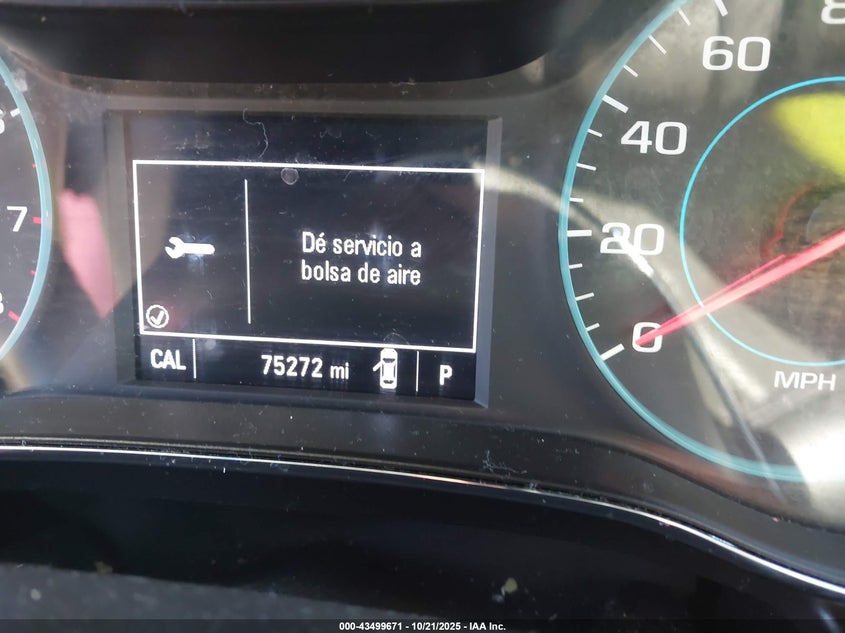 60
40
20
0
MPH
7
Dé servicio a
bolsa de aire
CAL
75272 mi
P
000-43499671 - 10/21/2025 - IAA Inc.